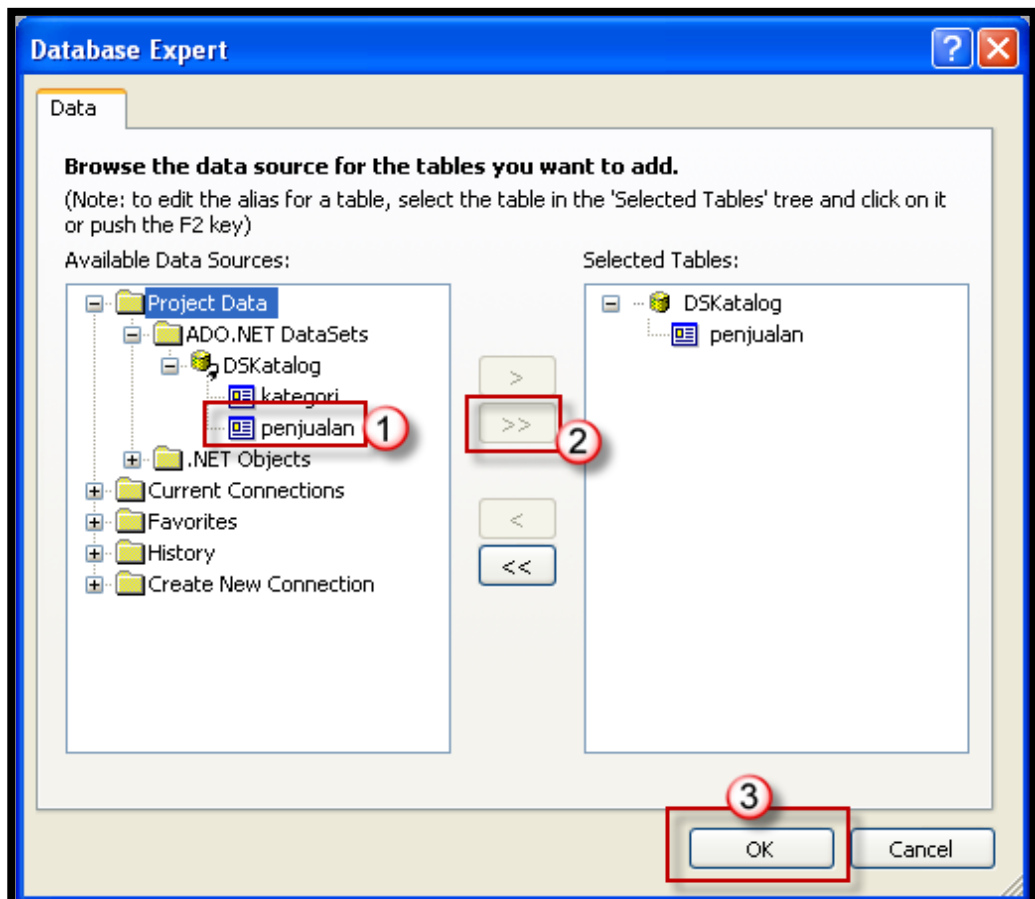 Database Expert
Data
Browse the data source for the tables you want to add.
(Note: to edit the alias for a table, select the table in the 'Selected Tables' tree and click on it
or push the F2 key)
Available Data Sources:
Project Data
ADO.NET DataSets
DSKatalog
kategori
penjualan
.NET Objects
Current Connections
Favorites
History
Create New Connection
1
>
>>
2
<
<<
Selected Tables:
DSKatalog
penjualan
3
OK
Cancel